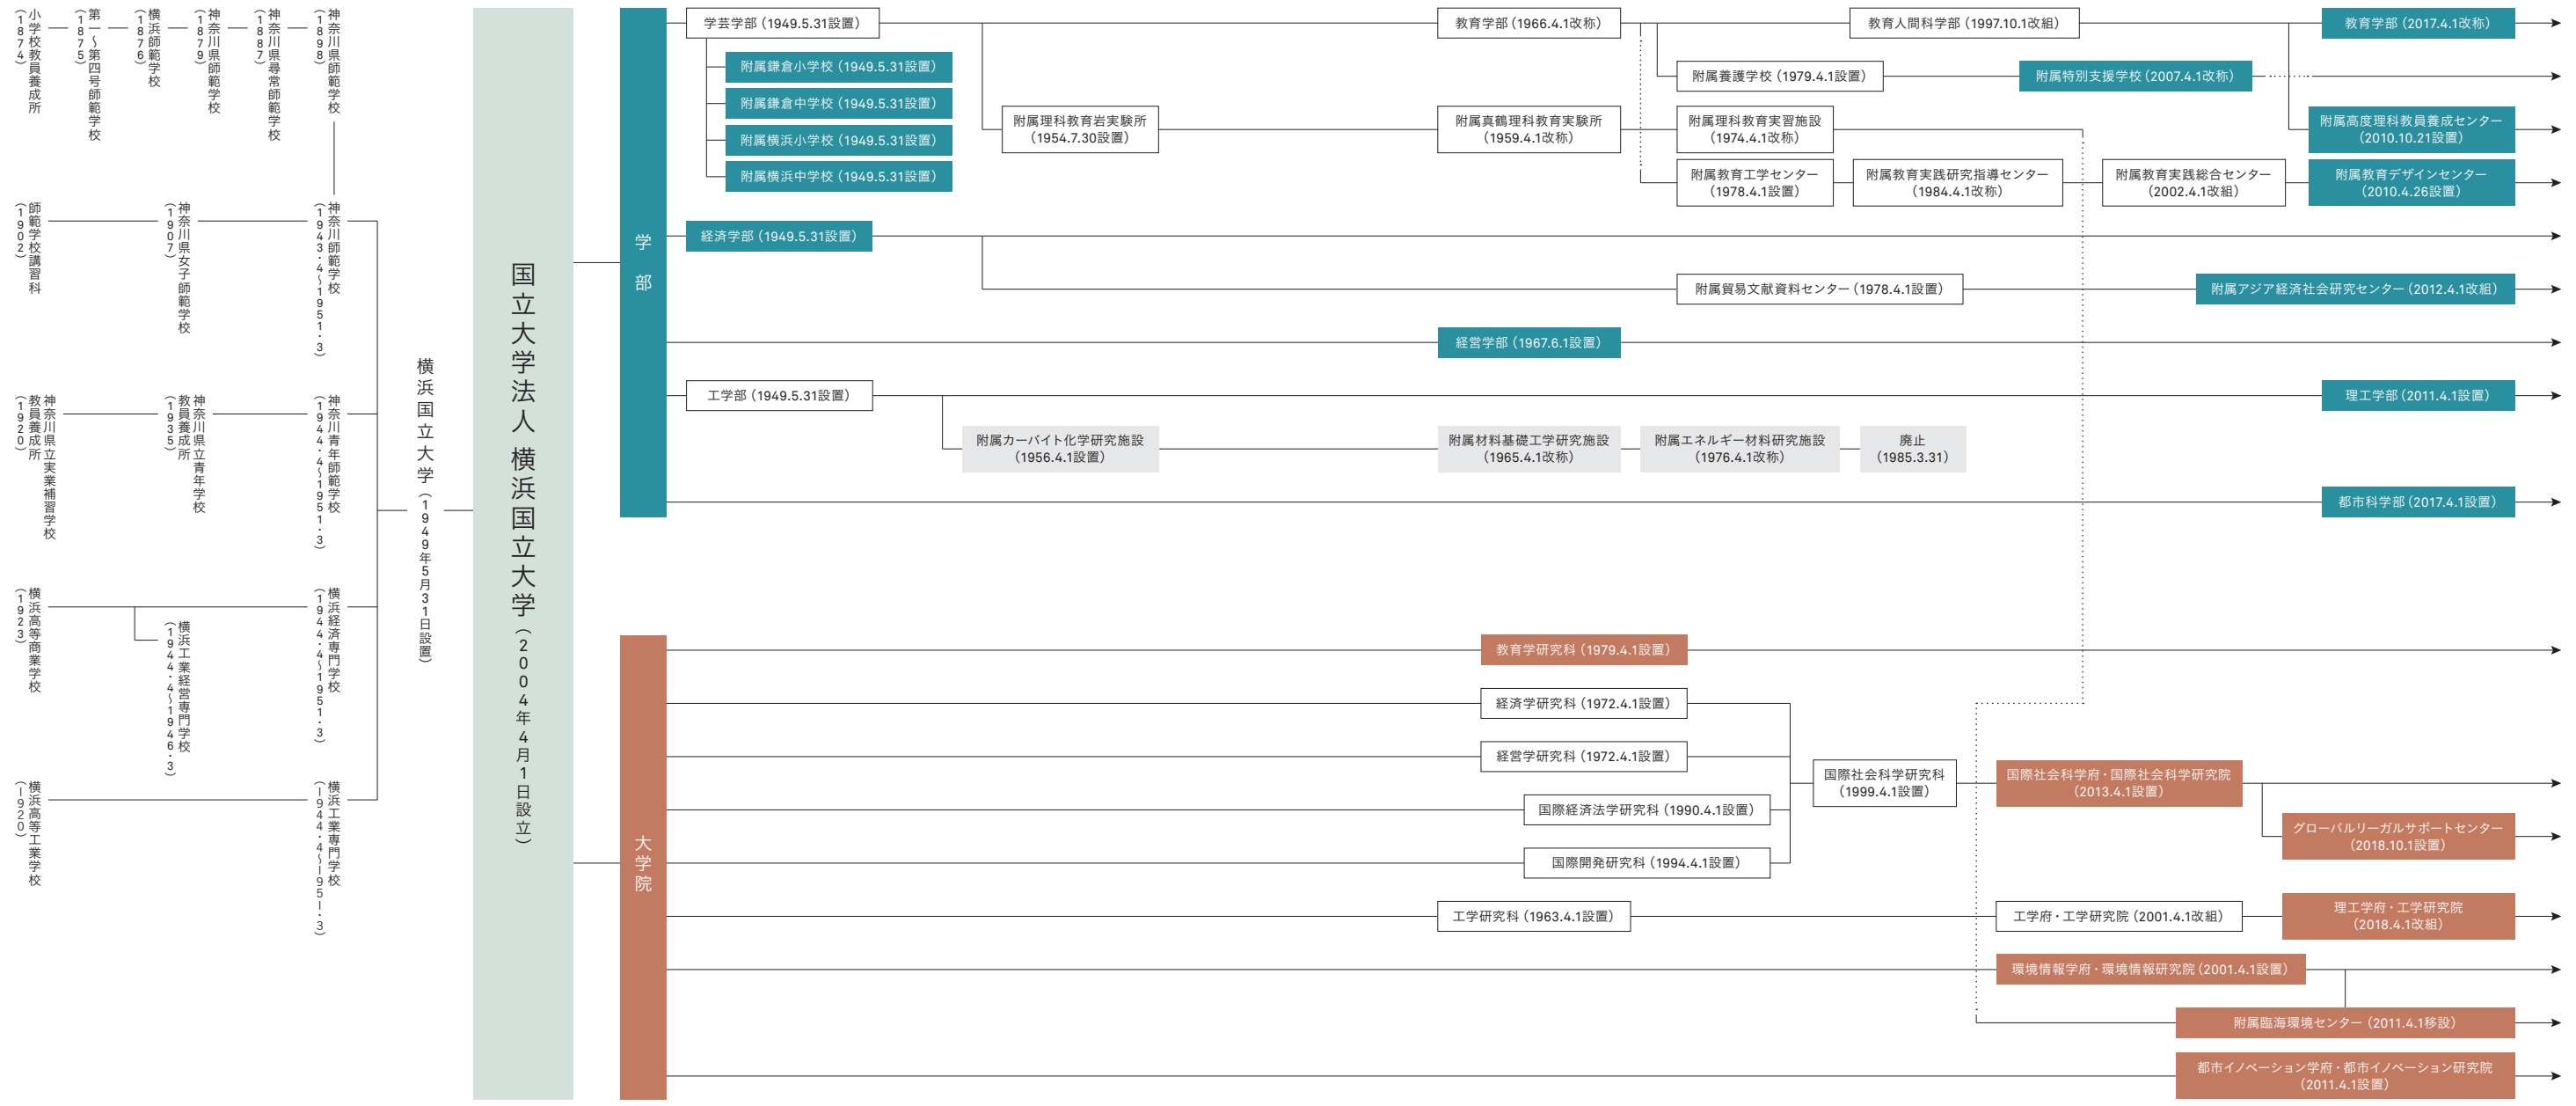 小学校教員養成所
（1874）
第一〜第四号師範学校
（1875）
横浜師範学校
（1876）
神奈川県師範学校
（1879）
神奈川県尋常師範学校
（1887）
神奈川県師範学校
（1898）
師範学校講習科
（1902）
神奈川県女子師範学校
（1907）
神奈川師範学校
（1943・4〜1951・3）
神奈川県立実業補習学校
教員養成所
（1920）
神奈川県立青年学校
教員養成所
（1935）
神奈川青年師範学校
（1944・4〜1951・3）
横浜高等商業学校
（1923）
横浜工業経営専門学校
（1944・4〜1946・3）
横浜経済専門学校
（1944・4〜1951・3）
横浜高等工業学校
（1920）
横浜工業専門学校
（1944・4〜1951・3）
横浜国立大学（1949年5月31日設置）
国立大学法人 横浜国立大学（2004年4月1日設立）
学部
学芸学部（1949.5.31設置）
教育学部（1966.4.1改称）
教育人間科学部（1997.10.1改組）
教育学部（2017.4.1改称）
附属鎌倉小学校（1949.5.31設置）
附属鎌倉中学校（1949.5.31設置）
附属横浜小学校（1949.5.31設置）
附属横浜中学校（1949.5.31設置）
附属養護学校（1979.4.1設置）
附属特別支援学校（2007.4.1改称）
附属理科教育岩実験所
（1954.7.30設置）
附属真鶴理科教育実験所
（1959.4.1改称）
附属理科教育実習施設
（1974.4.1改称）
附属高度理科教員養成センター
（2010.10.21設置）
附属教育工学センター
（1978.4.1設置）
附属教育実践研究指導センター
（1984.4.1改称）
附属教育実践総合センター
（2002.4.1改組）
附属教育デザインセンター
（2010.4.26設置）
経済学部（1949.5.31設置）
附属貿易文献資料センター（1978.4.1設置）
附属アジア経済社会研究センター（2012.4.1改組）
経営学部（1967.6.1設置）
工学部（1949.5.31設置）
理工学部（2011.4.1設置）
附属カーバイト化学研究施設
（1956.4.1設置）
附属材料基礎工学研究施設
（1965.4.1改称）
附属エネルギー材料研究施設
（1976.4.1改称）
廃止
（1985.3.31）
都市科学部（2017.4.1設置）
大学院
教育学研究科（1979.4.1設置）
経済学研究科（1972.4.1設置）
経営学研究科（1972.4.1設置）
国際経済法学研究科（1990.4.1設置）
国際開発研究科（1994.4.1設置）
国際社会科学研究科
（1999.4.1設置）
国際社会科学府・国際社会科学研究院
（2013.4.1設置）
グローバルリーガルサポートセンター
（2018.10.1設置）
工学研究科（1963.4.1設置）
工学府・工学研究院（2001.4.1改組）
理工学府・工学研究院
（2018.4.1改組）
環境情報学府・環境情報研究院（2001.4.1設置）
附属臨海環境センター（2011.4.1移設）
都市イノベーション学府・都市イノベーション研究院
（2011.4.1設置）